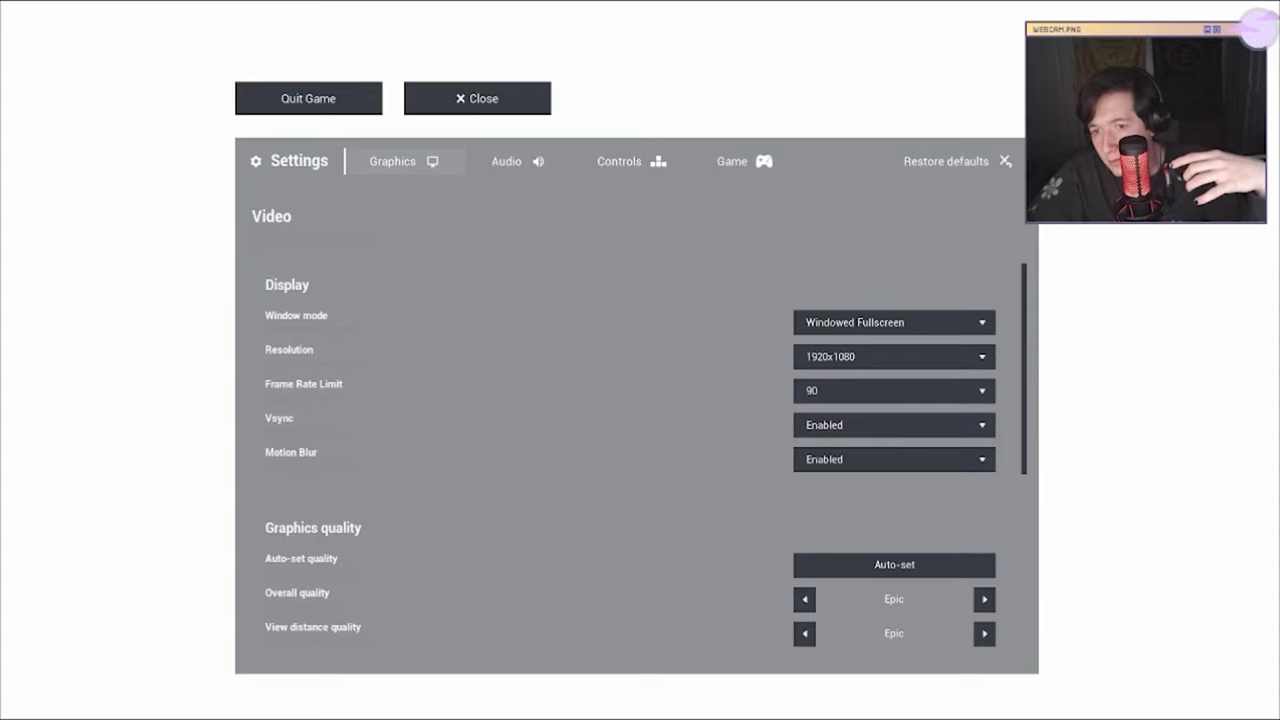 WEBCAM.PNG
Quit Game
Close
Settings
Graphics
Audio
Controls
Game
Restore defaults
Video
Display
Window mode
Windowed Fullscreen
Resolution
1920x1080
Frame Rate Limit
90
Vsync
Enabled
Motion Blur
Enabled
Graphics quality
Auto-set quality
Auto-set
Overall quality
Epic
View distance quality
Epic